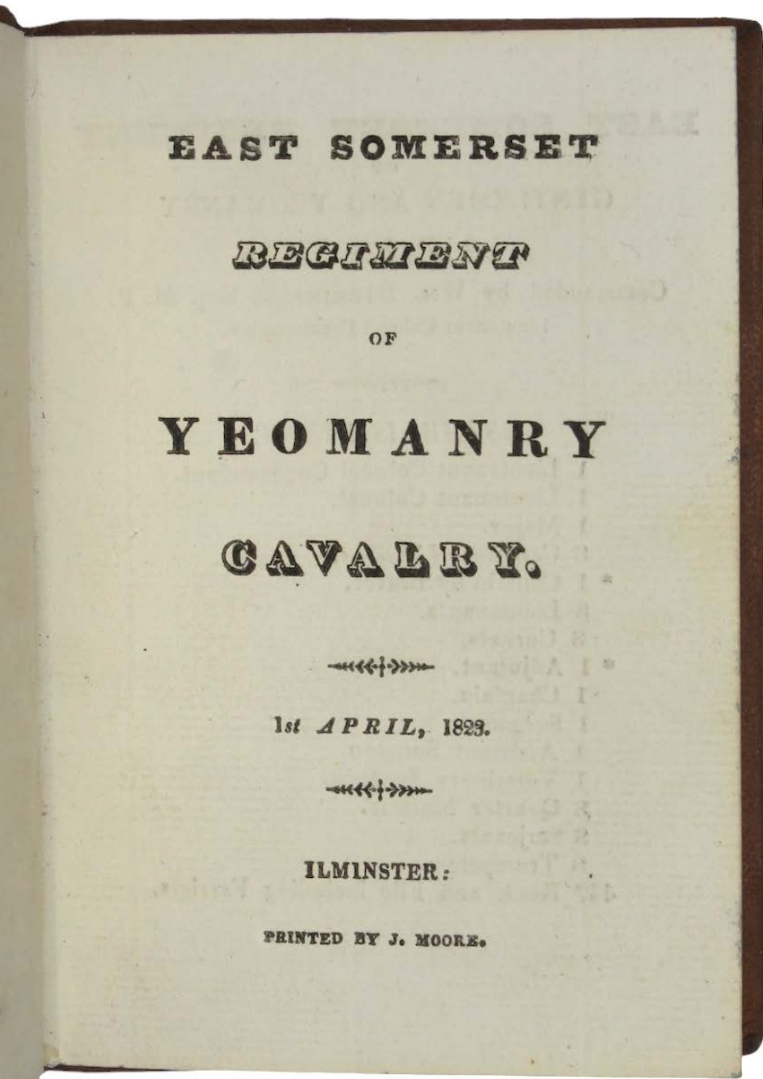 EAST SOMERSET
REGIMENT
OF
YEOMANRY
CAVALRY.
1st APRIL, 1823.
ILMINSTER:
PRINTED BY J. MOORE.